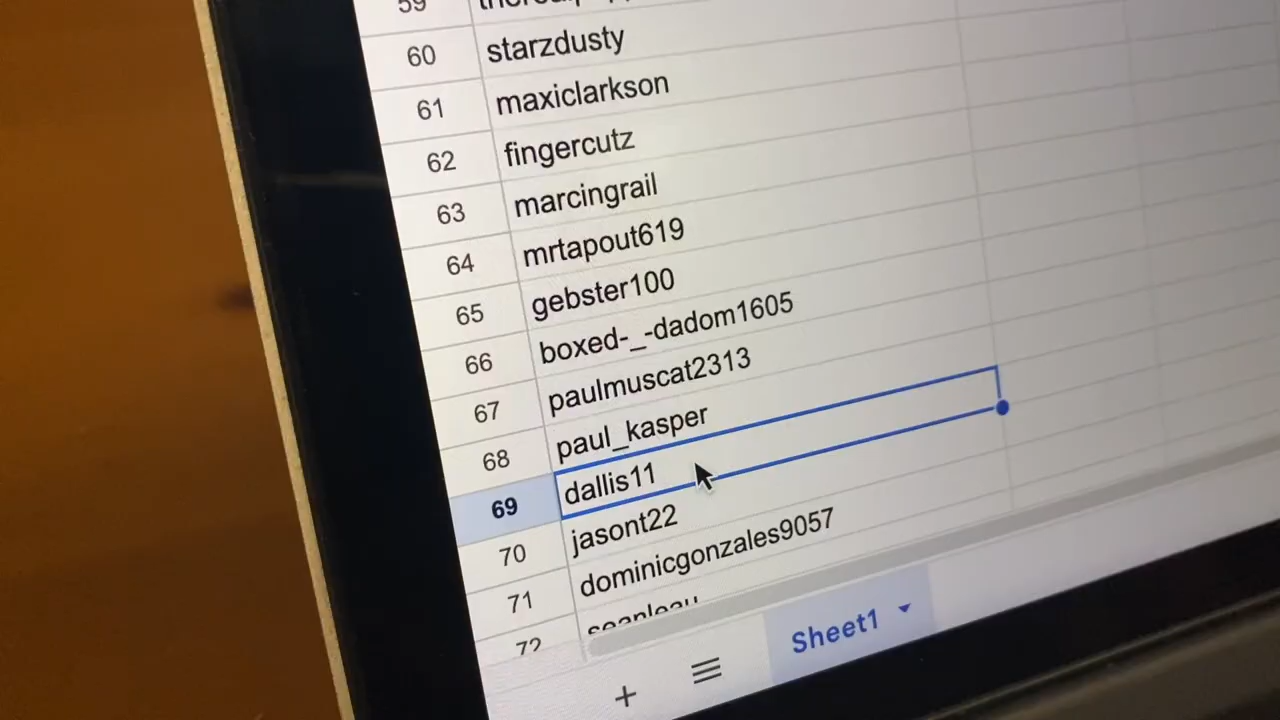 59
60 starzdusty
61 maxiclarkson
62 fingercutz
63 marcingrail
64 mrtapout619
65 gebster100
66 boxed-_-dadom1605
67 paulmuscat2313
68 paul_kasper
69 dallis11
70 jasont22
71 dominicgonzales9057
72
+ Sheet1